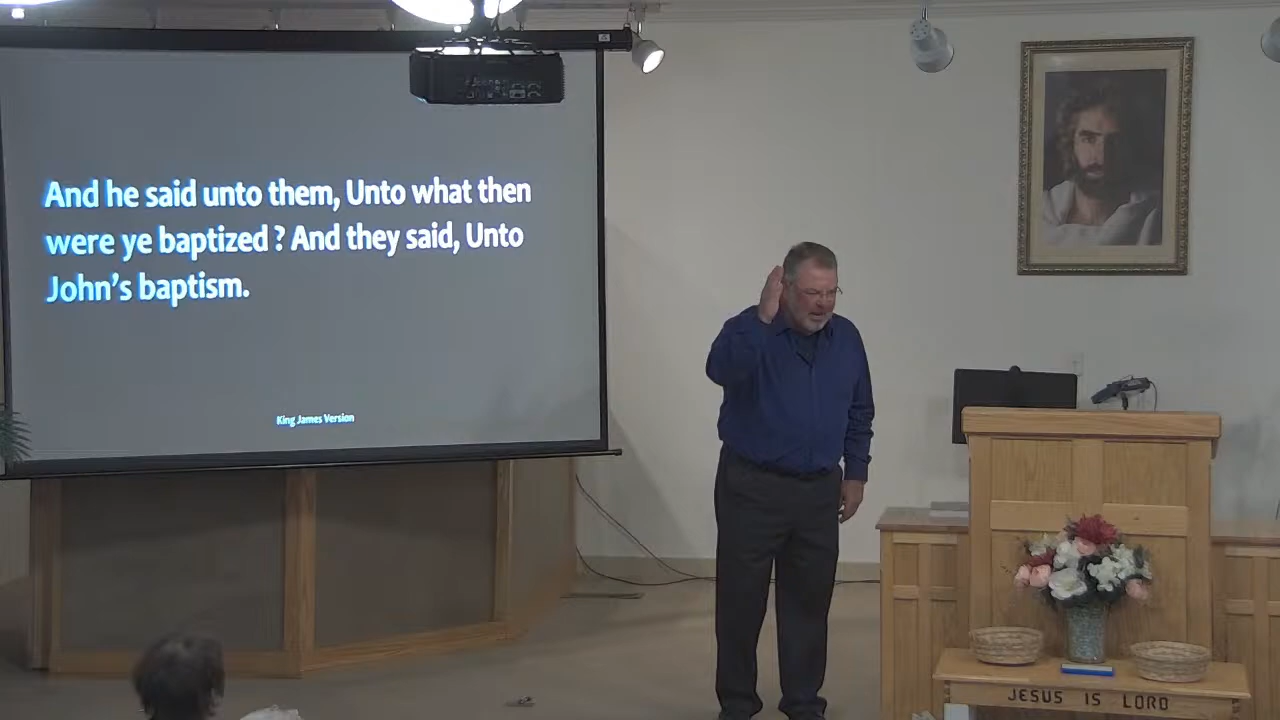 And he said unto them, Unto what then
were ye baptized ? And they said, Unto
John's baptism.
King James Version
JESUS IS LORD